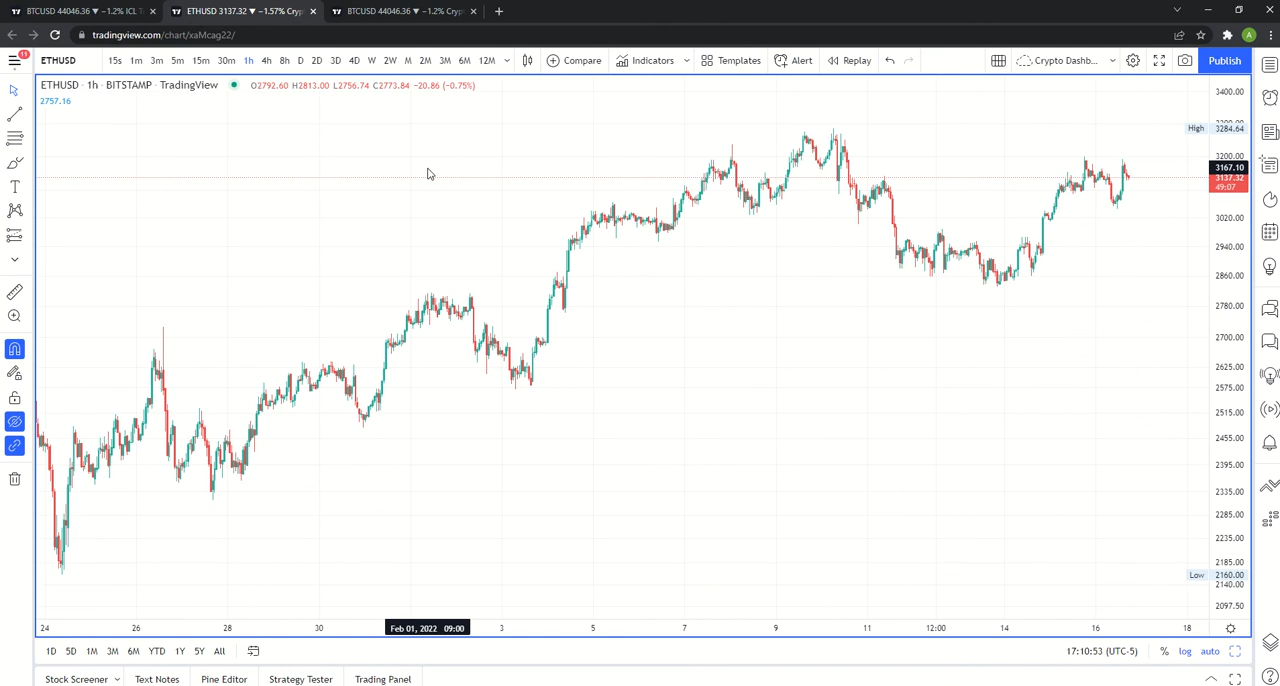 BTCUSD 44046.36 ▼ −1.2% ICL T
ETHUSD 3137.32 ▼ −1.57% Cryp
BTCUSD 44046.36 ▼ −1.2% Cryp
tradingview.com/chart/xaMcag22/
A
11
ETHUSD 15s 1m 3m 5m 15m 30m 1h 4h 8h D 2D 3D 4D W 2W M 2M 3M 6M 12M Compare Indicators Templates Alert Replay Crypto Dashb... Publish
ETHUSD · 1h · BITSTAMP · TradingView O2792.60 H2813.00 L2756.74 C2773.84 −20.86 (−0.75%)
2757.16
3400.00
High 3284.64
3200.00
3167.10
3137.32
49:07
3020.00
2940.00
2860.00
2780.00
2700.00
2625.00
2575.00
2515.00
2455.00
2395.00
2335.00
2285.00
2235.00
2185.00
Low 2160.00
2140.00
2097.50
24 26 28 30 Feb 01, 2022 09:00 3 5 7 9 11 12:00 14 16 18
1D 5D 1M 3M 6M YTD 1Y 5Y All 17:10:53 (UTC-5) % log auto
Stock Screener Text Notes Pine Editor Strategy Tester Trading Panel